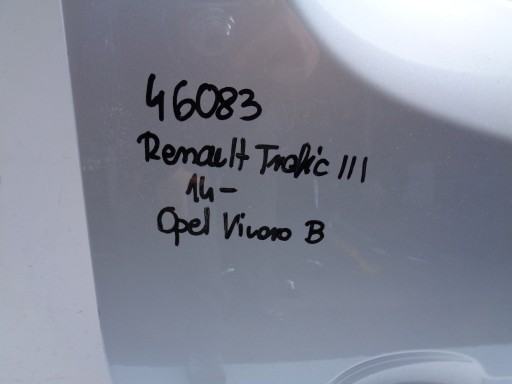 46083
Renault Trafic III
14-
Opel Vivaro B